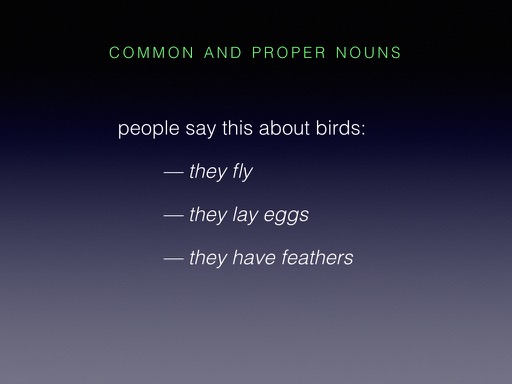 COMMON AND PROPER NOUNS
people say this about birds:
— they fly
— they lay eggs
— they have feathers